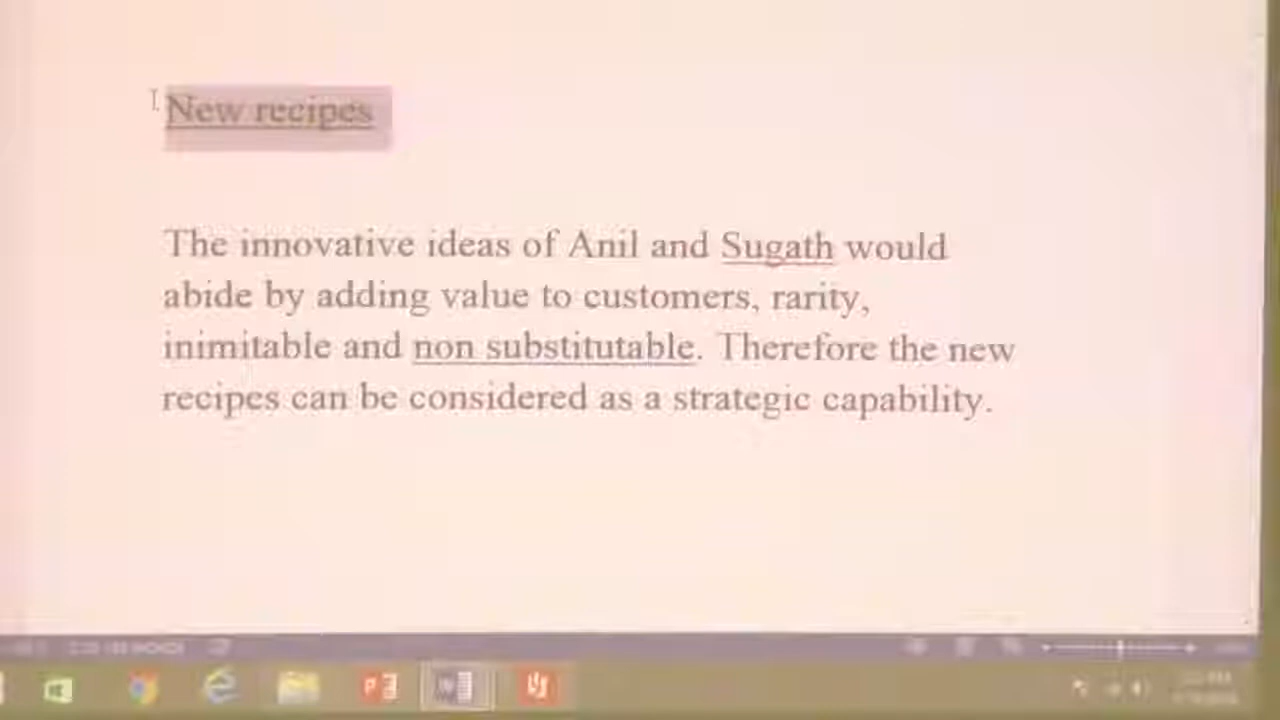 New recipes
The innovative ideas of Anil and Sugath would
abide by adding value to customers, rarity,
inimitable and non substitutable. Therefore the new
recipes can be considered as a strategic capability.